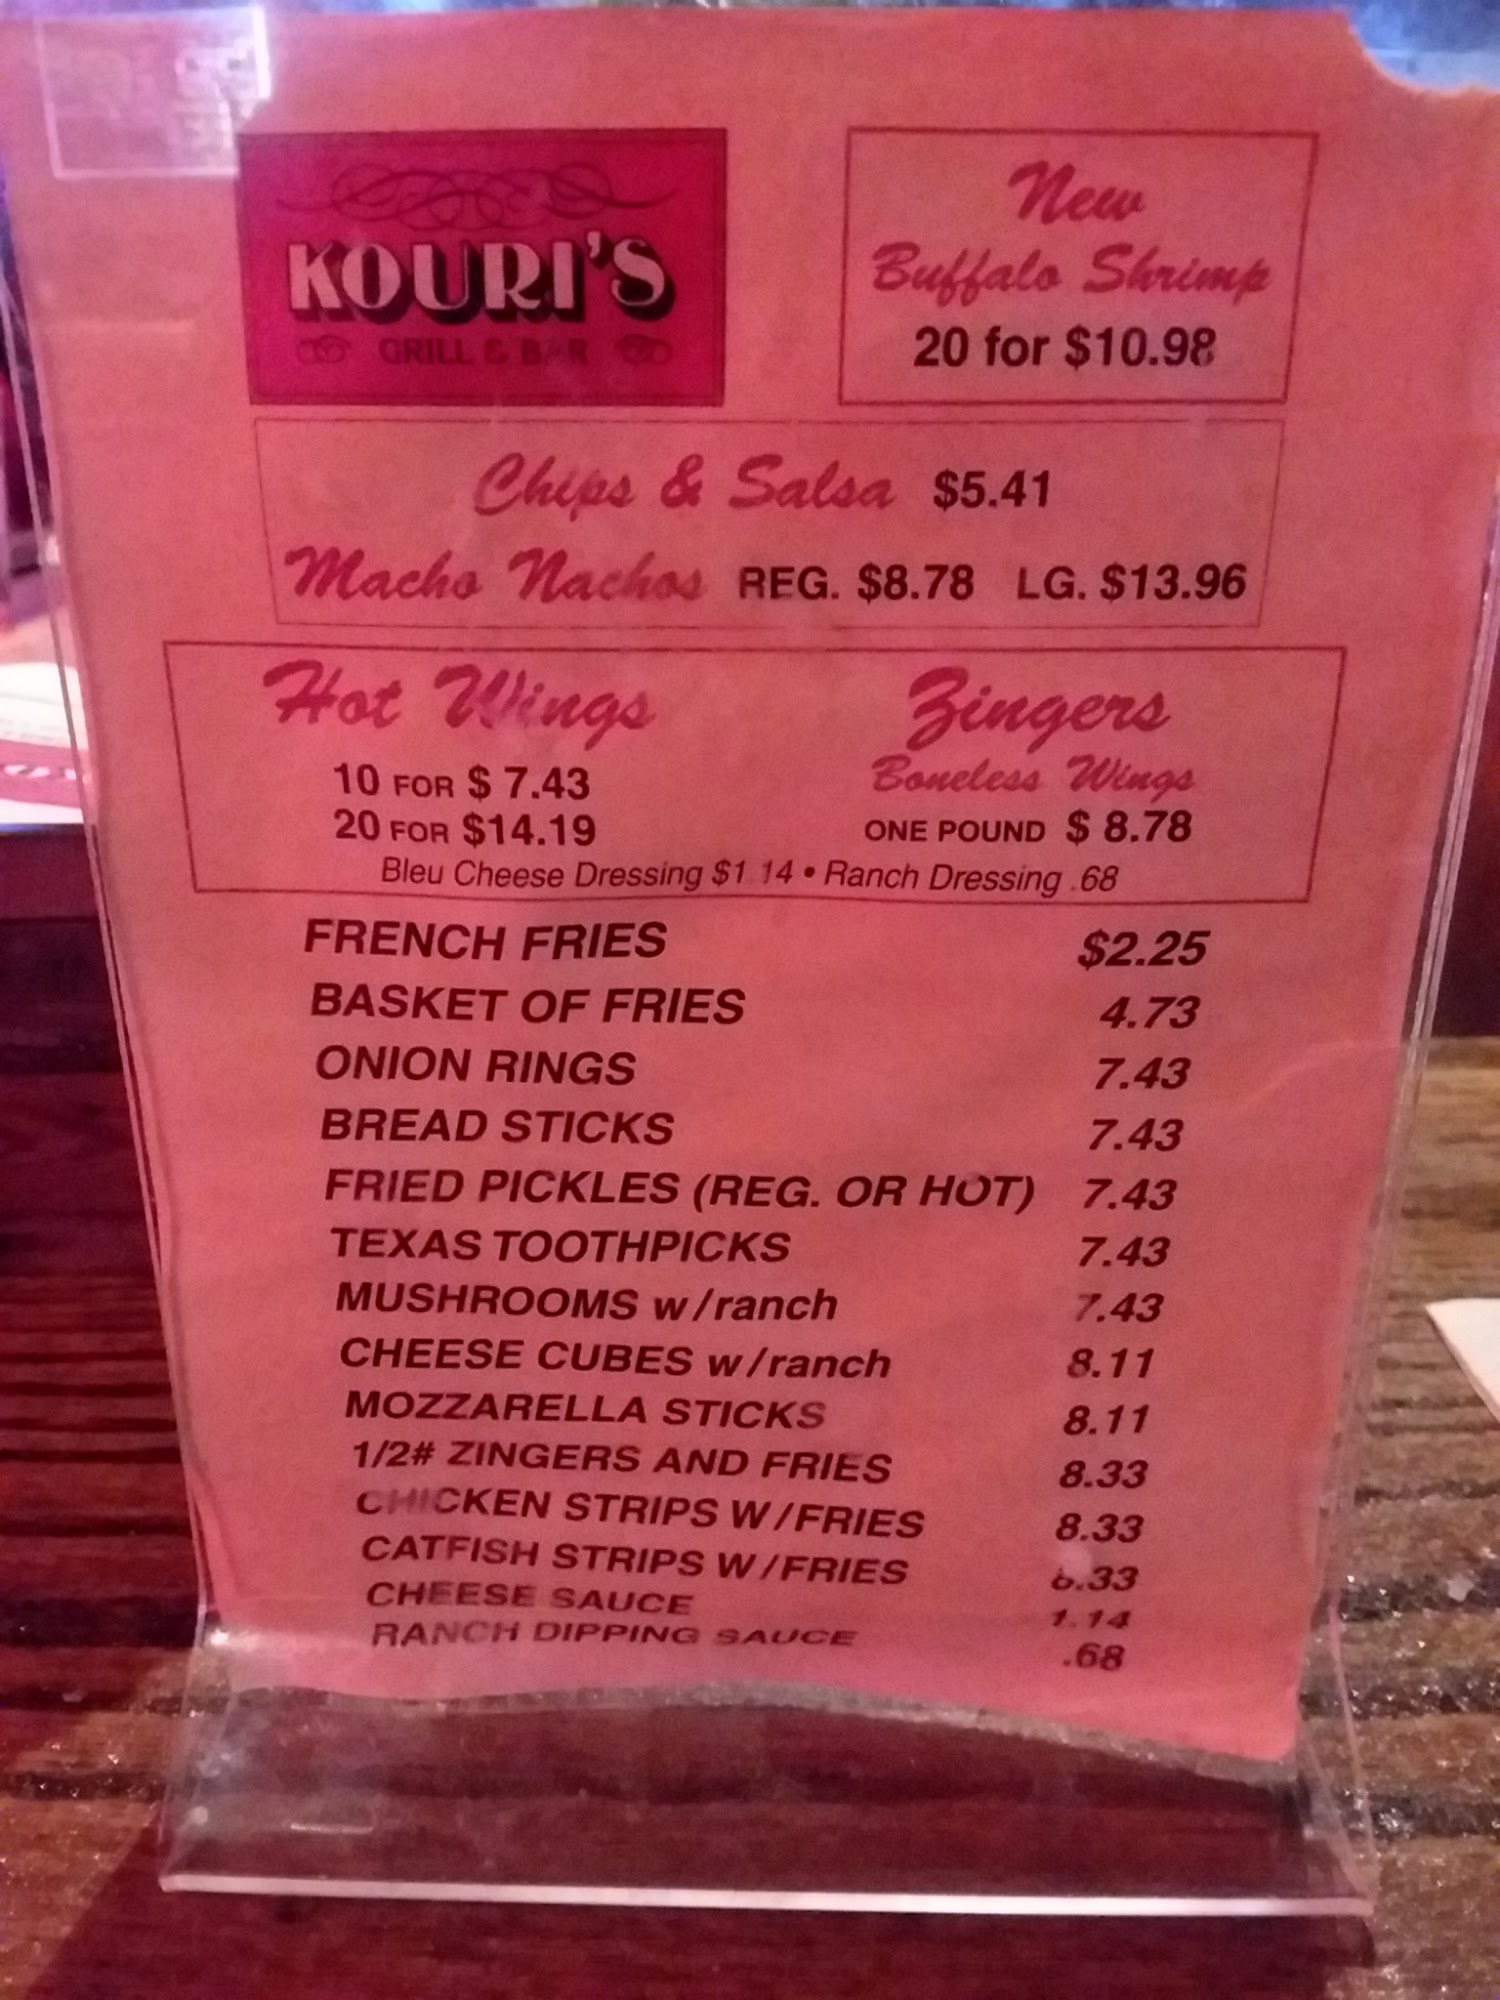 KOURI'S
GRILL & BAR
New
Buffalo Shrimp
20 for $10.98
Chips & Salsa $5.41
Macho Nachos REG. $8.78 LG. $13.96
Hot Wings
10 FOR $ 7.43
20 FOR $14.19
Zingers
Boneless Wings
ONE POUND $ 8.78
Bleu Cheese Dressing $1.14 • Ranch Dressing .68
FRENCH FRIES $2.25
BASKET OF FRIES 4.73
ONION RINGS 7.43
BREAD STICKS 7.43
FRIED PICKLES (REG. OR HOT) 7.43
TEXAS TOOTHPICKS 7.43
MUSHROOMS w/ranch 7.43
CHEESE CUBES w/ranch 8.11
MOZZARELLA STICKS 8.11
1/2# ZINGERS AND FRIES 8.33
CHICKEN STRIPS W/FRIES 8.33
CATFISH STRIPS W/FRIES 8.33
CHEESE SAUCE 1.14
RANCH DIPPING SAUCE .68